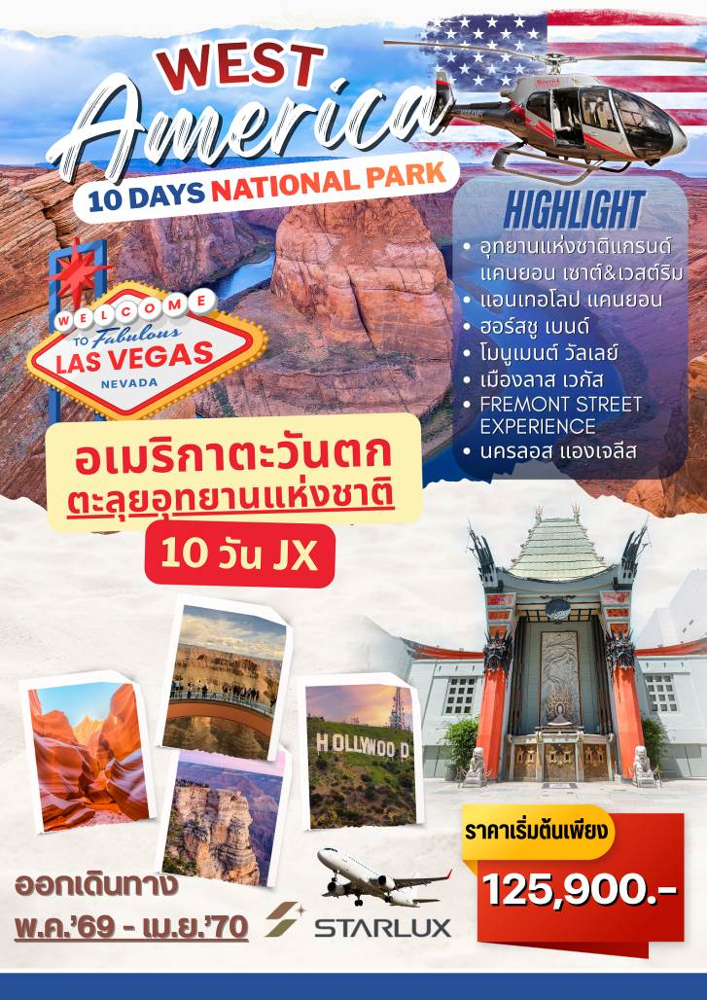 WEST
America
10 DAYS NATIONAL PARK
HIGHLIGHT
• อุทยานแห่งชาติแกรนด์
แคนยอน เซาต์&เวสต์ริม
• แอนเทอโลป แคนยอน
• ฮอร์สชู เบนด์
• โมนูเมนต์ วัลเลย์
• เมืองลาส เวกัส
• FREMONT STREET
EXPERIENCE
• นครลอส แองเจลีส
WELCOME
TO Fabulous
LAS VEGAS
NEVADA
อเมริกาตะวันตก
ตะลุยอุทยานแห่งชาติ
10 วัน JX
HOLLYWOOD
ราคาเริ่มต้นเพียง
125,900.-
ออกเดินทาง
พ.ค.’69 - เม.ย.’70
STARLUX